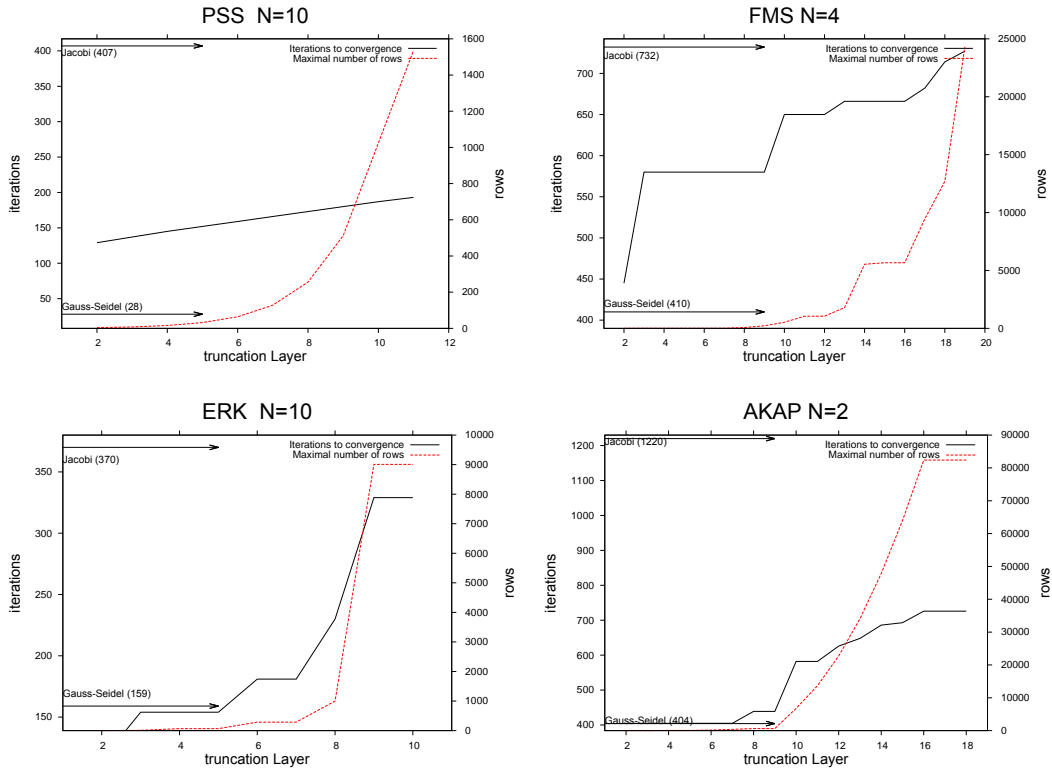 PSS N=10
Jacobi (407)
Iterations to convergence
Maximal number of rows
Gauss-Seidel (28)
400
350
300
250
200
150
100
50
iterations
1600
1400
1200
1000
800
600
400
200
0
rows
2 4 6 8 10 12
truncation Layer
FMS N=4
Jacobi (732)
Iterations to convergence
Maximal number of rows
Gauss-Seidel (410)
700
650
600
550
500
450
400
iterations
25000
20000
15000
10000
5000
0
rows
2 4 6 8 10 12 14 16 18 20
truncation Layer
ERK N=10
Jacobi (370)
Iterations to convergence
Maximal number of rows
Gauss-Seidel (159)
350
300
250
200
150
iterations
10000
9000
8000
7000
6000
5000
4000
3000
2000
1000
0
rows
2 4 6 8 10
truncation Layer
AKAP N=2
Jacobi (1220)
Iterations to convergence
Maximal number of rows
Gauss-Seidel (404)
1200
1100
1000
900
800
700
600
500
400
iterations
90000
80000
70000
60000
50000
40000
30000
20000
10000
0
rows
2 4 6 8 10 12 14 16 18
truncation Layer